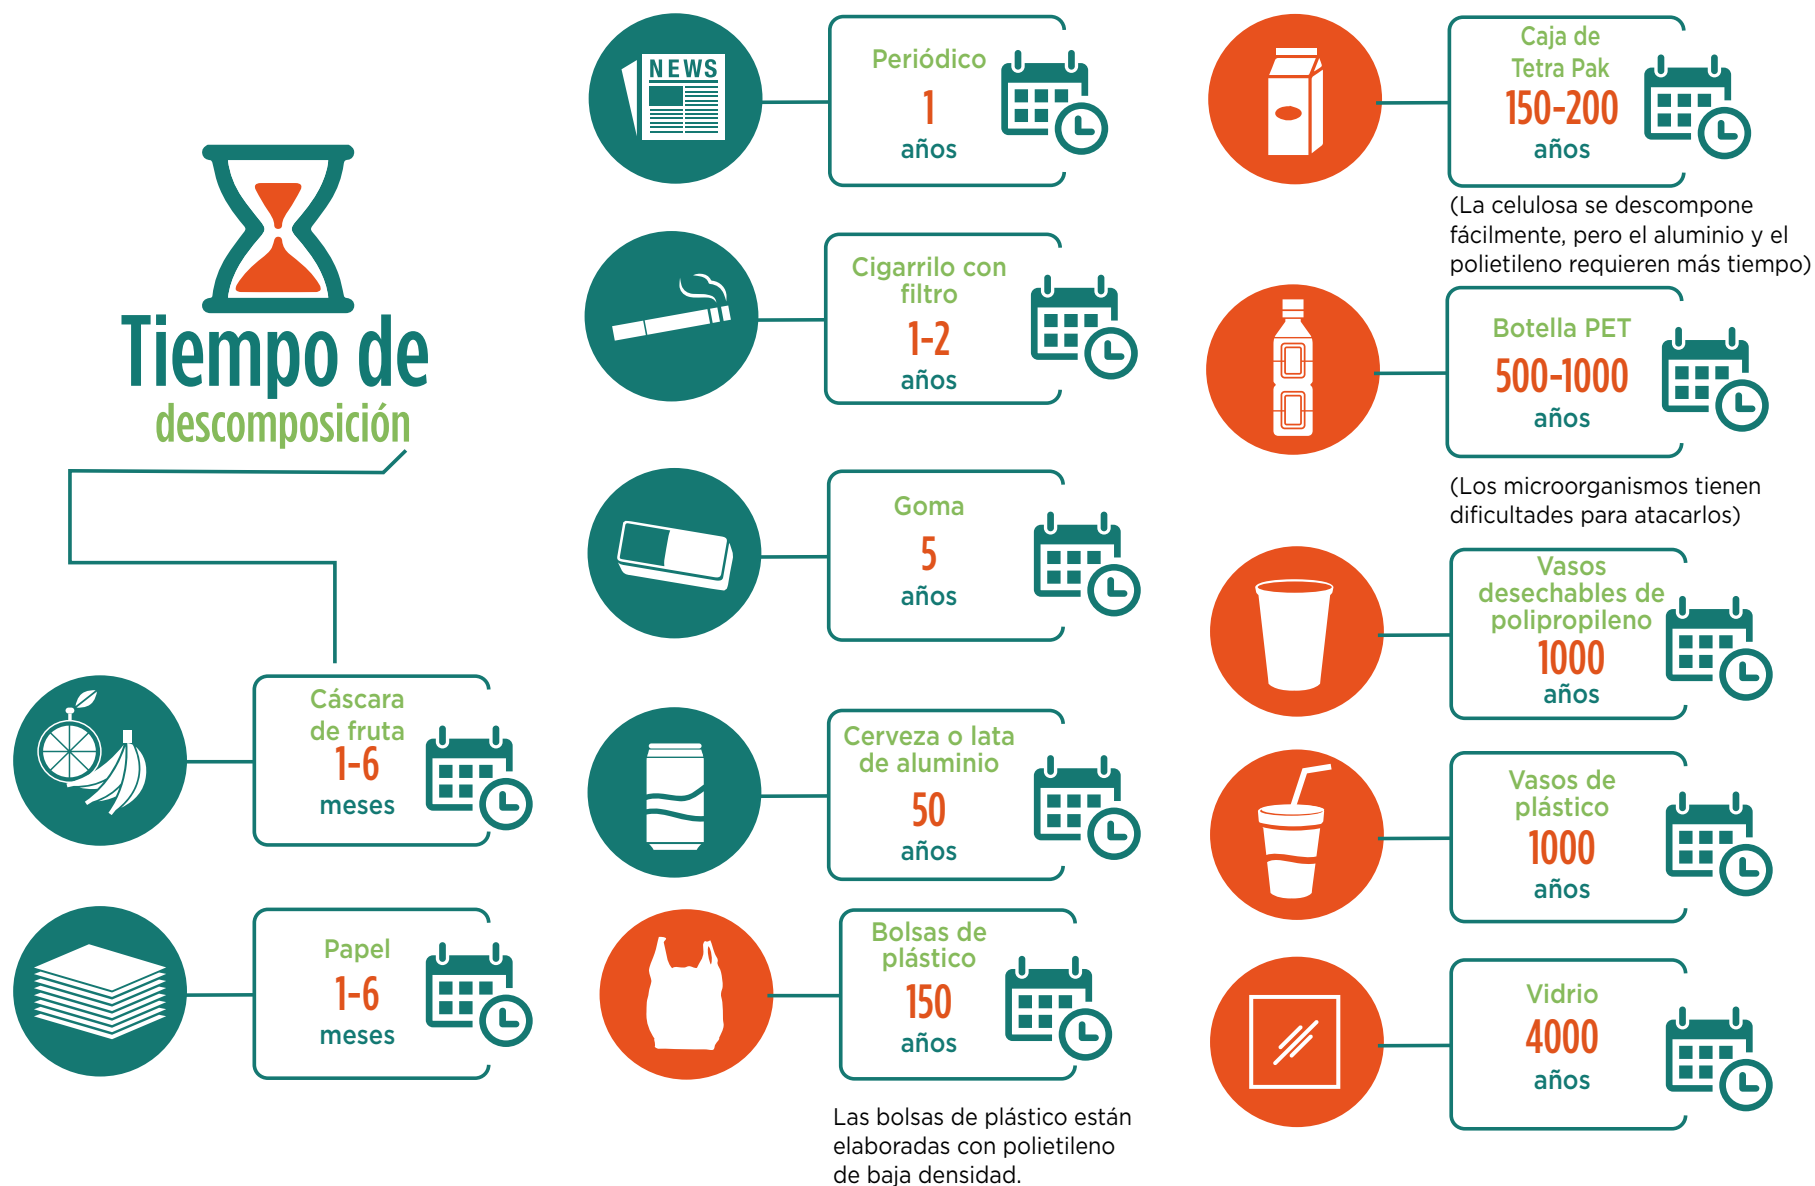 Tiempo de
descomposición
Cáscara
de fruta
1-6
meses
Papel
1-6
meses
NEWS
Periódico
1
años
Cigarrilo con
filtro
1-2
años
Goma
5
años
Cerveza o lata
de aluminio
50
años
Bolsas de
plástico
150
años
Las bolsas de plástico están
elaboradas con polietileno
de baja densidad.
Caja de
Tetra Pak
150-200
años
(La celulosa se descompone
fácilmente, pero el aluminio y el
polietileno requieren más tiempo)
Botella PET
500-1000
años
(Los microorganismos tienen
dificultades para atacarlos)
Vasos
desechables de
polipropileno
1000
años
Vasos de
plástico
1000
años
Vidrio
4000
años